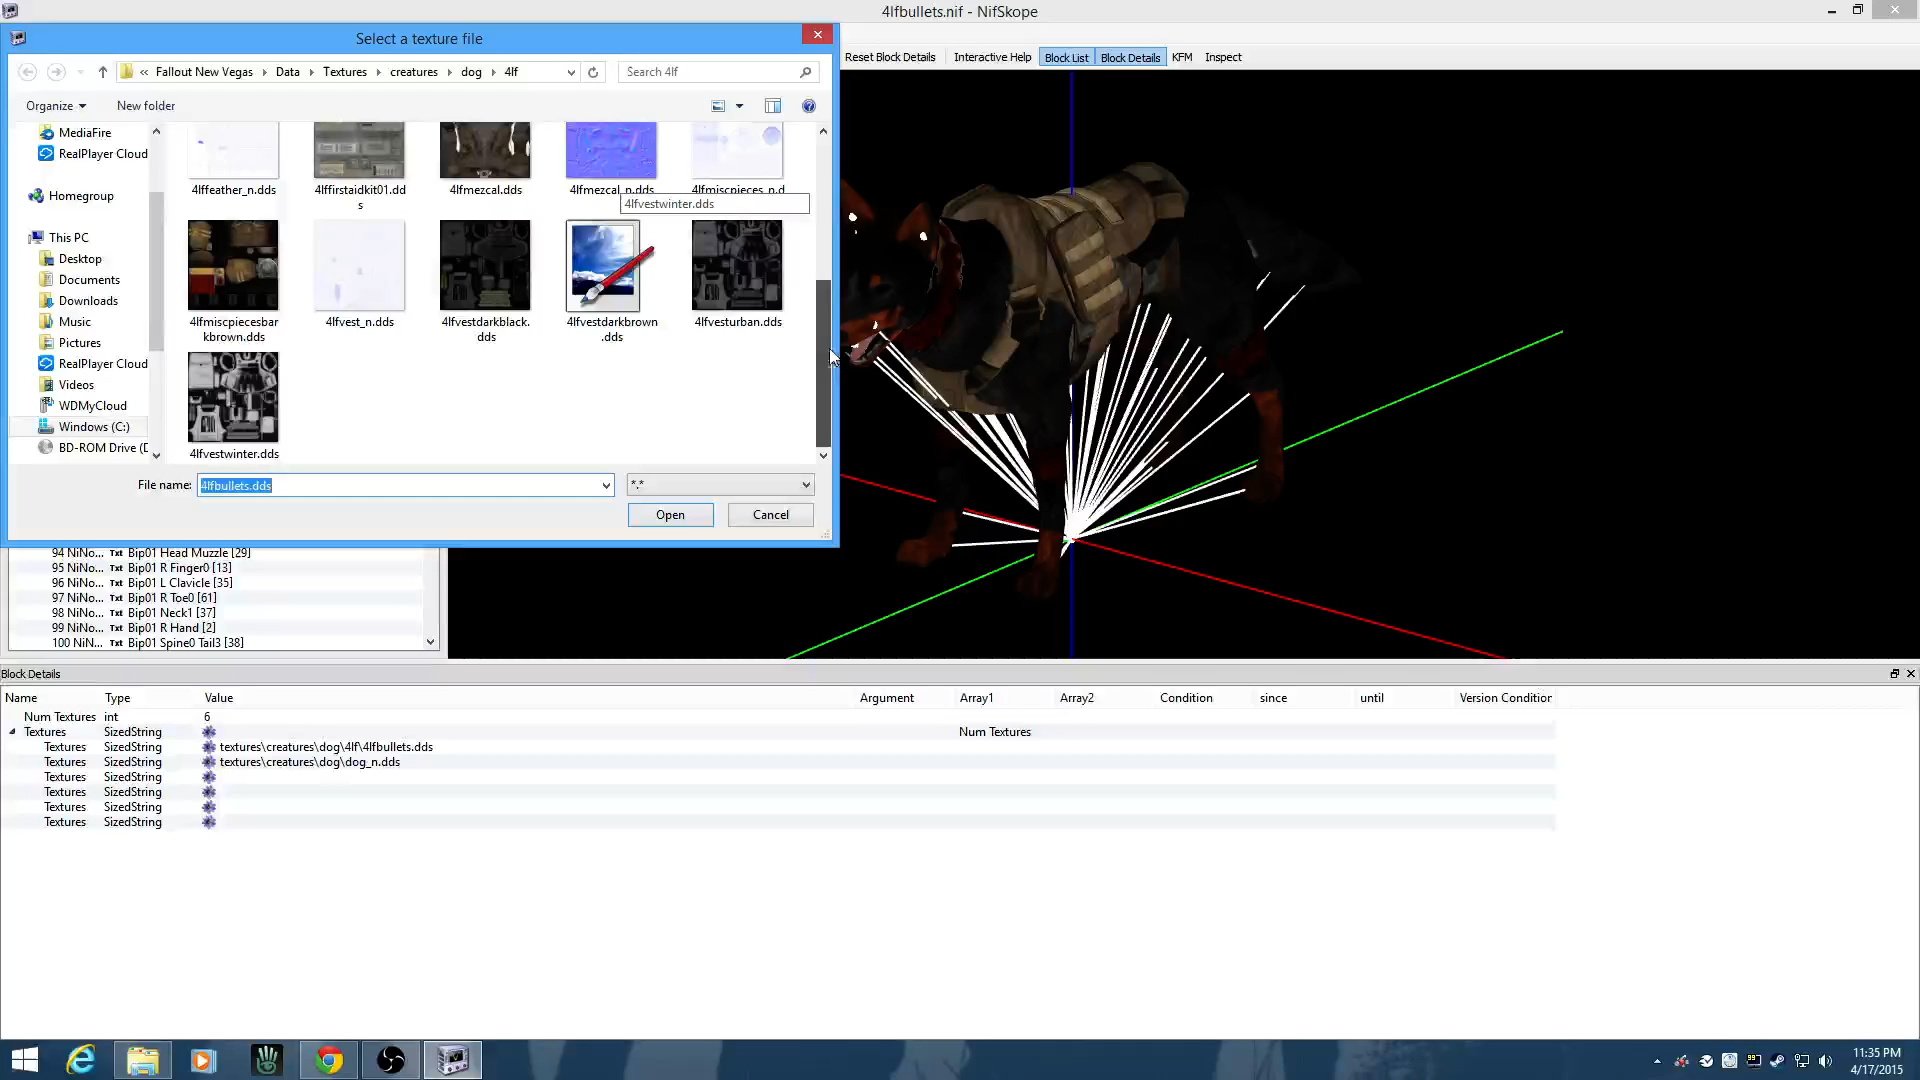 4lfbullets.nif - NifSkope
Select a texture file
« Fallout New Vegas Data Textures creatures dog 4lf
Search 4lf
Reset Block Details Interactive Help Block List Block Details KFM Inspect
Organize
New folder
MediaFire
RealPlayer Cloud
Homegroup
This PC
Desktop
Documents
Downloads
Music
Pictures
RealPlayer Cloud
Videos
WDMyCloud
Windows (C:)
BD-ROM Drive (D
4lffeather_n.dds
4lffirstaidkit01.dd
s
4lfmezcal.dds
4lfmezcal_n.dds
4lfmiscpieces_n.d
4lfvestwinter.dds
4lfmiscpiecesbar
kbrown.dds
4lfvest_n.dds
4lfvestdarkblack.
dds
4lfvestdarkbrown
.dds
4lfvesturban.dds
4lfvestwinter.dds
File name: 4lfbullets.dds
*.*
Open
Cancel
94 NiNo... Txt Bip01 Head Muzzle [29]
95 NiNo... Txt Bip01 R Finger0 [13]
96 NiNo... Txt Bip01 L Clavicle [35]
97 NiNo... Txt Bip01 R Toe0 [61]
98 NiNo... Txt Bip01 Neck1 [37]
99 NiNo... Txt Bip01 R Hand [2]
100 NiN... Txt Bip01 Spine0 Tail3 [38]
Block Details
Name Type Value Argument Array1 Array2 Condition since until Version Condition
Num Textures int 6
Textures SizedString Num Textures
Textures SizedString textures\creatures\dog\4lf\4lfbullets.dds
Textures SizedString textures\creatures\dog\dog_n.dds
Textures SizedString
Textures SizedString
Textures SizedString
Textures SizedString
11:35 PM
4/17/2015